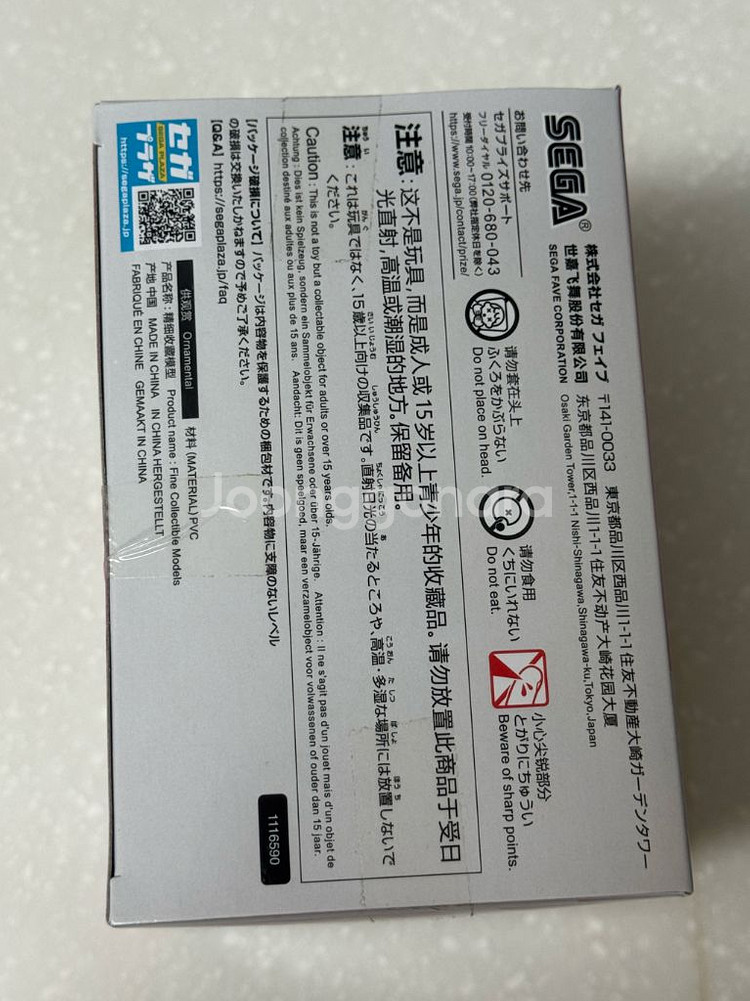 SEGA®
株式会社セガ フェイブ 〒141-0033 東京都品川区西品川1-1-1 住友不動産大崎ガーデンタワー
世嘉飞舞股份有限公司 东京都品川区西品川1-1-1 住友不动产大崎花园大厦
SEGA FAVE CORPORATION Osaki Garden Tower,1-1-1 Nishi-Shinagawa,Shinagawa-ku,Tokyo,Japan
お問い合わせ先
セガプライズサポート
フリーダイヤル 0120-680-043
受付時間 10:00~17:00(弊社指定休日を除く)
https://www.sega.jp/contact/prize/
请勿套在头上
ふくろをかぶらない
Do not place on head.
请勿食用
くちにいれない
Do not eat.
小心尖锐部分
とがりにちゅうい
Beware of sharp points.
注意：这不是玩具，而是成人或 15 岁以上青少年的收藏品。请勿放置此商品于受日
光直射，高温或潮湿的地方，保留备用。
注意：これは玩具ではなく、15歳以上向けの収集品です。直射日光の当たるところや、高温・多湿な場所には放置しないで
ください。
Caution : This is not a toy but a collectable object for adults or over 15 years olds.
Achtung : Dies ist kein Spielzeug, sondern ein Sammelobjekt für Erwachsene oder über 15-Jährige. Attention : Il ne s'agit pas d'un jouet mais d'un objet de
collection destiné aux adultes ou aux plus de 15 ans. Aandacht: Dit is geen speelgoed, maar een verzamelobject voor volwassenen of ouder dan 15 jaar.
【パッケージ破損について】パッケージは内容物を保護するための梱包材です。内容物に支障のないレベル
の破損は交換いたしかねますので予めご了承ください。
【Q&A】https://segaplaza.jp/faq
1116590
セガ
SEGA PLAZA
プラザ
https://segaplaza.jp
供观赏 Ornamental
材料 (MATERIAL):PVC
产品名称：精细收藏模型 Product name : Fine Collectible Models
产地 中国 MADE IN CHINA IN CHINA HERGESTELLT
FABRIQUÉ EN CHINE GEMAAKT IN CHINA
Joonggonara